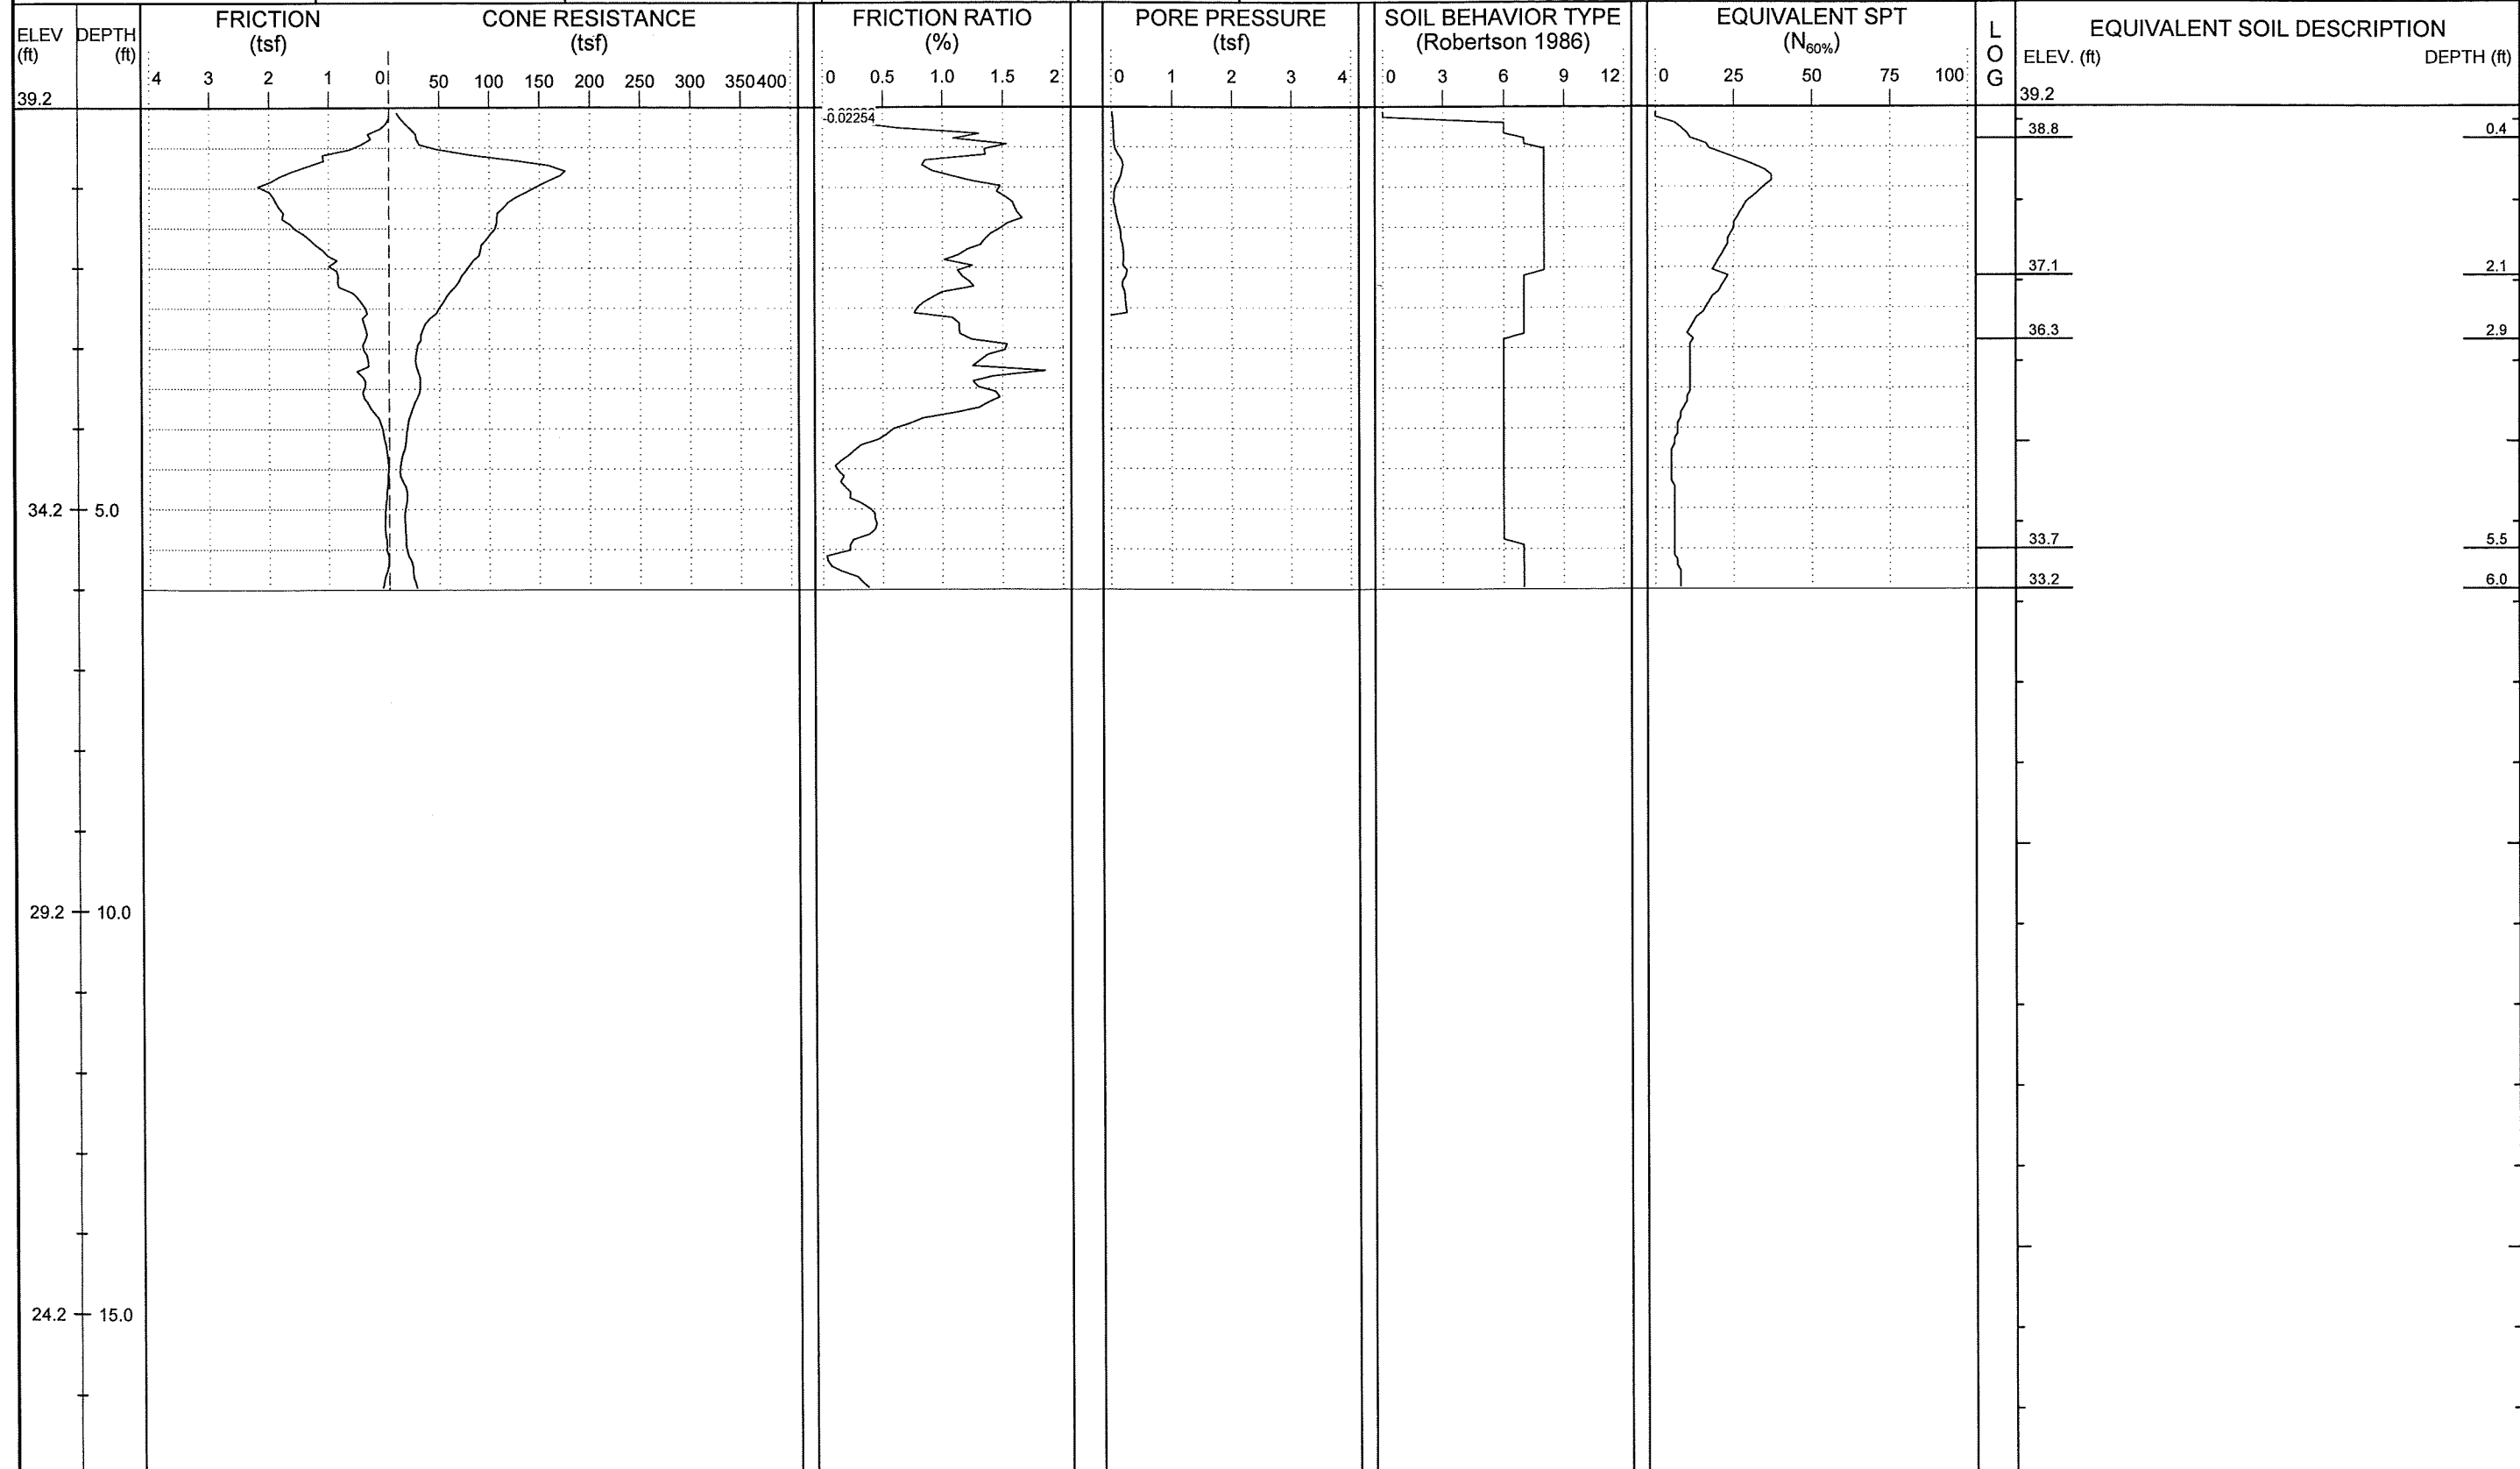 ELEV
(ft)
DEPTH
(ft)
FRICTION
(tsf)
CONE RESISTANCE
(tsf)
FRICTION RATIO
(%)
PORE PRESSURE
(tsf)
SOIL BEHAVIOR TYPE
(Robertson 1986)
EQUIVALENT SPT
(N60%)
L
O
G
EQUIVALENT SOIL DESCRIPTION
ELEV. (ft) DEPTH (ft)
4 3 2 1 0 50 100 150 200 250 300 350 400
0 0.5 1.0 1.5 2
0 1 2 3 4
0 3 6 9 12
0 25 50 75 100
39.2
39.2
-0.02254
38.8 0.4
37.1 2.1
36.3 2.9
34.2 5.0
33.7 5.5
33.2 6.0
29.2 10.0
24.2 15.0